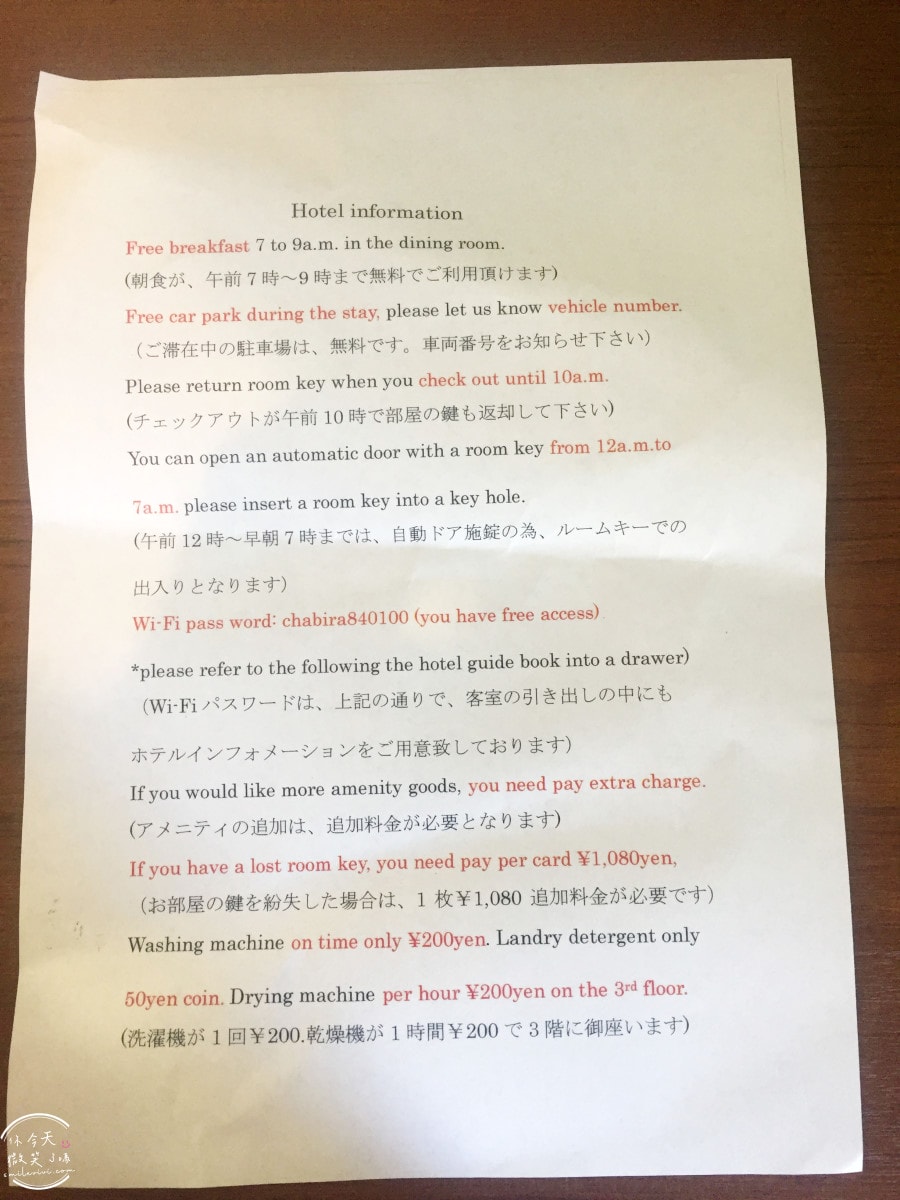 Hotel information
Free breakfast 7 to 9a.m. in the dining room.
(朝食が、午前7時～9時まで無料でご利用頂けます)
Free car park during the stay, please let us know vehicle number.
（ご滞在中の駐車場は、無料です。車両番号をお知らせ下さい）
Please return room key when you check out until 10a.m.
(チェックアウトが午前10時で部屋の鍵も返却して下さい)
You can open an automatic door with a room key from 12a.m.to
7a.m. please insert a room key into a key hole.
(午前12時～早朝7時までは、自動ドア施錠の為、ルームキーでの
出入りとなります）
Wi-Fi pass word: chabira840100 (you have free access)
*please refer to the following the hotel guide book into a drawer)
（Wi-Fiパスワードは、上記の通りで、客室の引き出しの中にも
ホテルインフォメーションをご用意致しております）
If you would like more amenity goods, you need pay extra charge.
(アメニティの追加は、追加料金が必要となります)
If you have a lost room key, you need pay per card ¥1,080yen,
（お部屋の鍵を紛失した場合は、1枚￥1,080 追加料金が必要です）
Washing machine on time only ¥200yen. Landry detergent only
50yen coin. Drying machine per hour ¥200yen on the 3rd floor.
(洗濯機が1回￥200.乾燥機が1時間￥200で3階に御座います)
今天
微笑